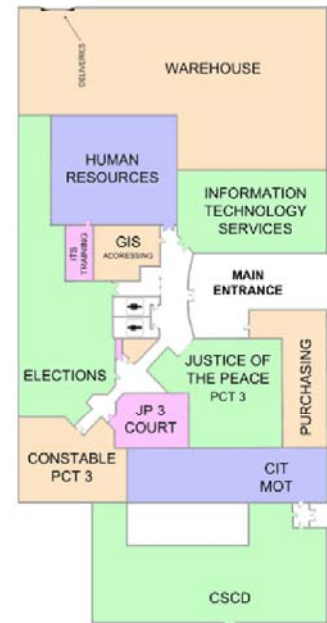 DELIVERIES
WAREHOUSE
HUMAN
RESOURCES
INFORMATION
TECHNOLOGY
SERVICES
ITS
TRAINING
GIS
ADDRESSING
MAIN
ENTRANCE
ELECTIONS
JUSTICE OF
THE PEACE
PCT 3
PURCHASING
JP 3
COURT
CONSTABLE
PCT 3
CIT
MOT
CSCD